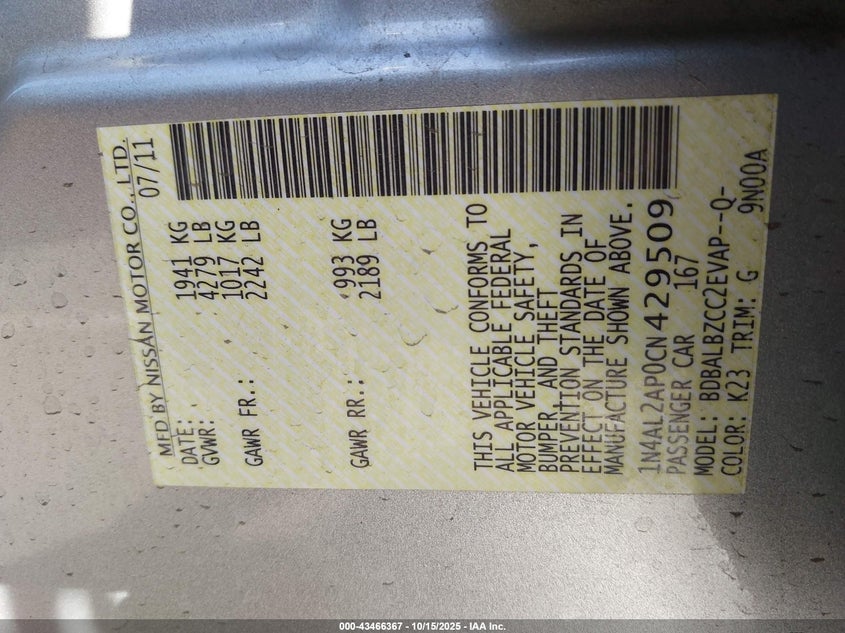 MFD BY NISSAN MOTOR CO., LTD.
DATE: 07/11
GVWR: 1941 KG
4279 LB
GAWR FR.: 1017 KG
2242 LB
GAWR RR.: 993 KG
2189 LB
THIS VEHICLE CONFORMS TO
ALL APPLICABLE FEDERAL
MOTOR VEHICLE SAFETY,
BUMPER, AND THEFT
PREVENTION STANDARDS IN
EFFECT ON THE DATE OF
MANUFACTURE SHOWN ABOVE.
1N4AL2AP0CN429509
PASSENGER CAR 167
MODEL: BDBALBZCC2EVAP--Q-
COLOR: K23 TRIM: G 9N00A
000-43466367 - 10/15/2025 - IAA Inc.